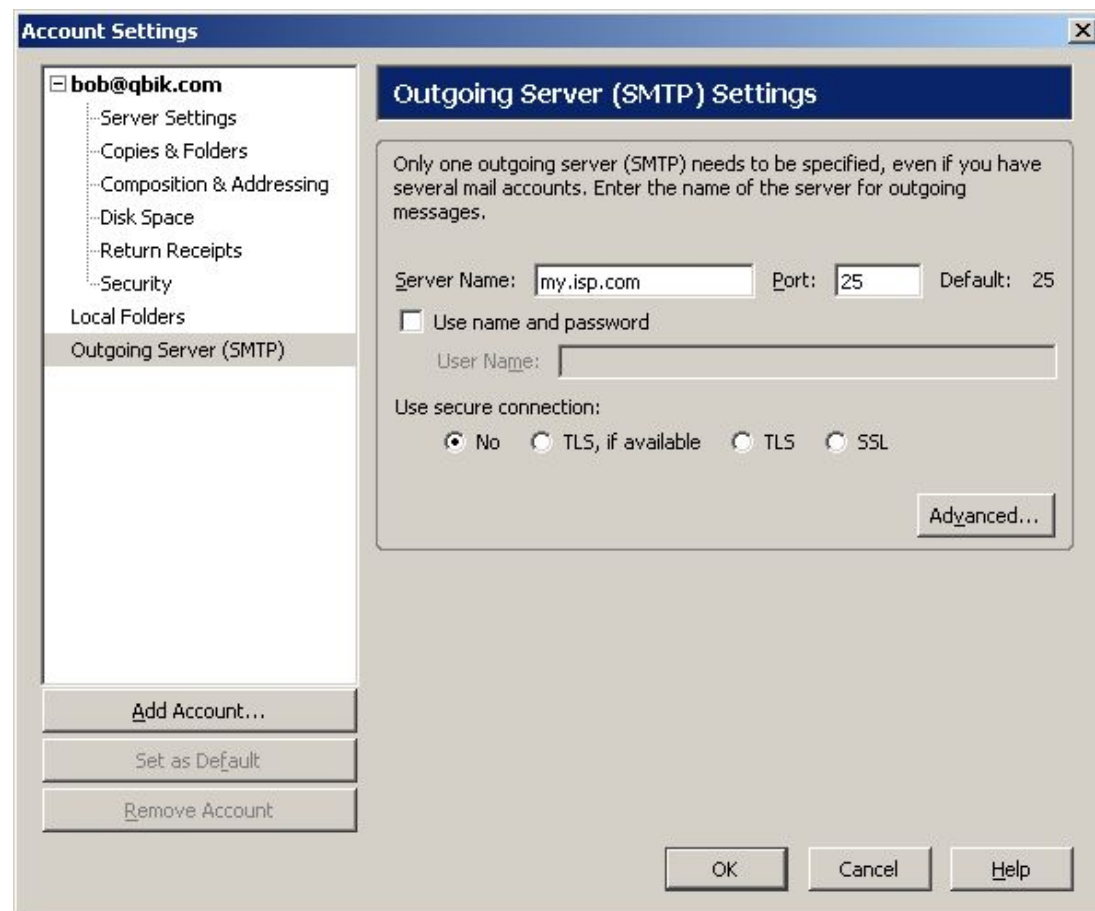 Account Settings
bob@qbik.com
Server Settings
Copies & Folders
Composition & Addressing
Disk Space
Return Receipts
Security
Local Folders
Outgoing Server (SMTP)
Add Account...
Set as Default
Remove Account
Outgoing Server (SMTP) Settings
Only one outgoing server (SMTP) needs to be specified, even if you have
several mail accounts. Enter the name of the server for outgoing
messages.
Server Name: my.isp.com Port: 25 Default: 25
Use name and password
User Name:
Use secure connection:
No TLS, if available TLS SSL
Advanced...
OK Cancel Help